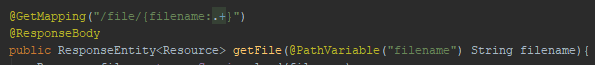 @GetMapping("/file/{filename:.+}")
@ResponseBody
public ResponseEntity<Resource> getFile(@PathVariable("filename") String filename){